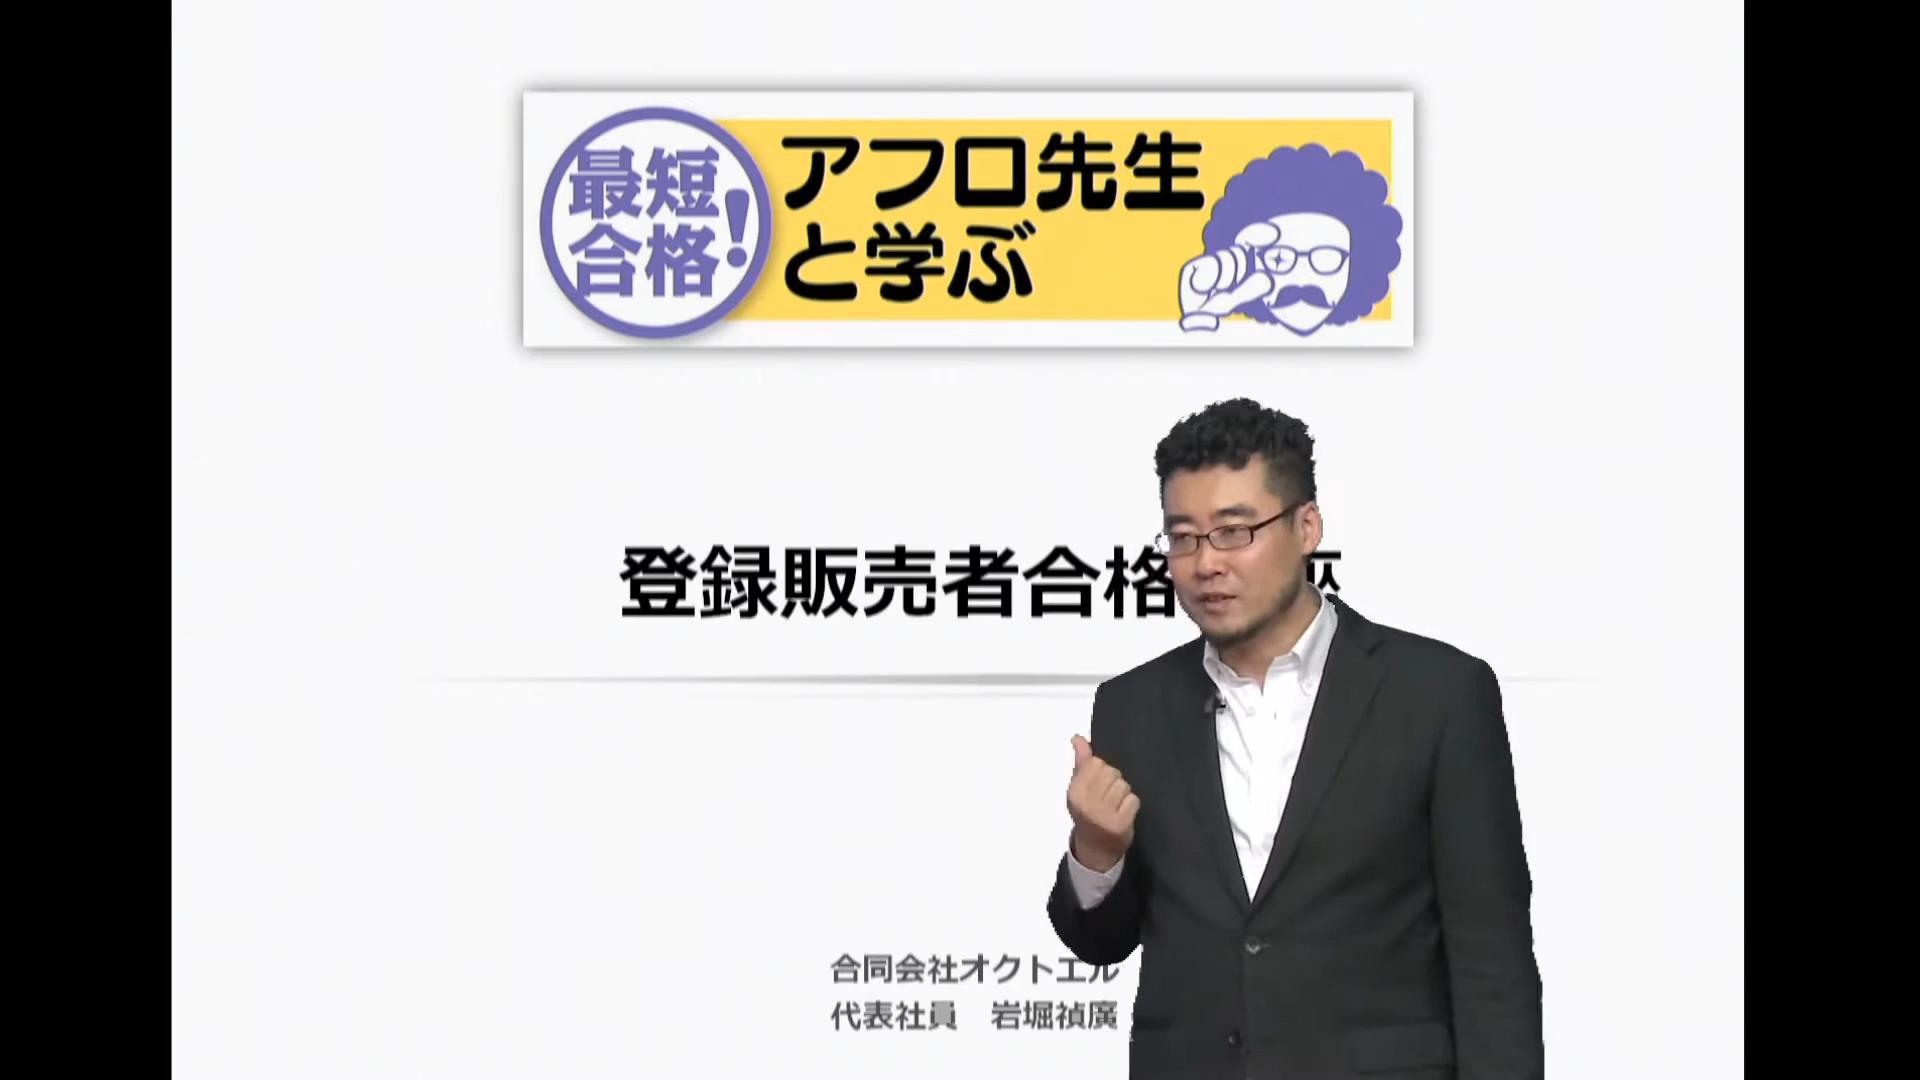 最短
合格!
アフロ先生
と学ぶ
登録販売者合格
合同会社オクトエル
代表社員 岩堀禎廣